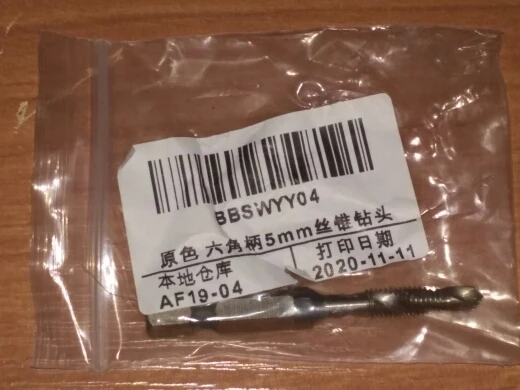 BBSWYY04
原色 六角柄5mm丝锥钻头
本地仓库
打印日期
AF19-04
2020-11-11